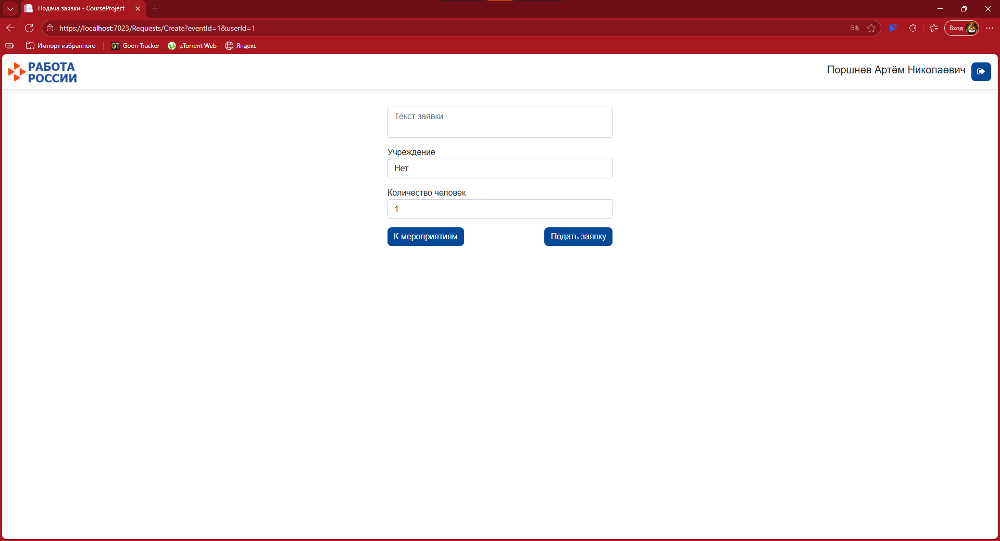 Подача заявки - CourseProject
https://localhost:7023/Requests/Create?eventId=1&userId=1
Вход
Импорт избранного
GT Goon Tracker
µTorrent Web
Яндекс
РАБОТА
РОССИИ
Поршнев Артём Николаевич
Текст заявки
Учреждение
Нет
Количество человек
1
К мероприятиям
Подать заявку